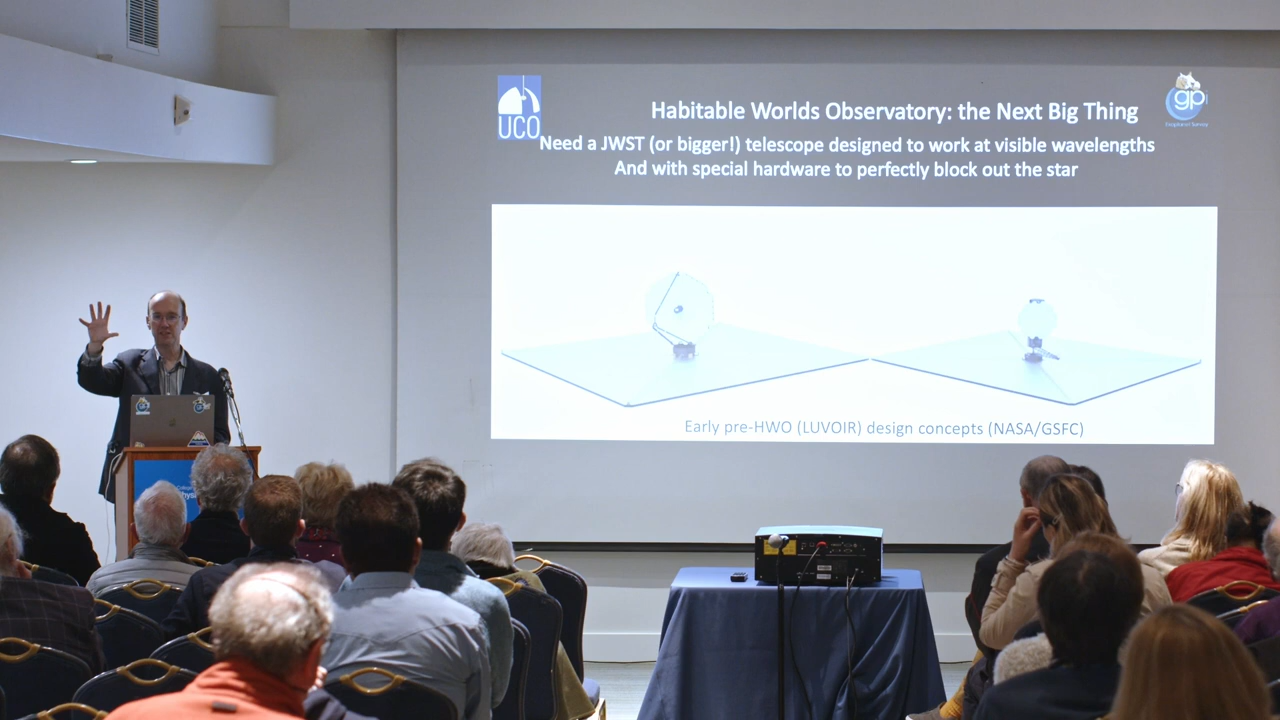 UCO
Habitable Worlds Observatory: the Next Big Thing
gpi
Need a JWST (or bigger!) telescope designed to work at visible wavelengths
And with special hardware to perfectly block out the star
Early pre-HWO (LUVOIR) design concepts (NASA/GSFC)